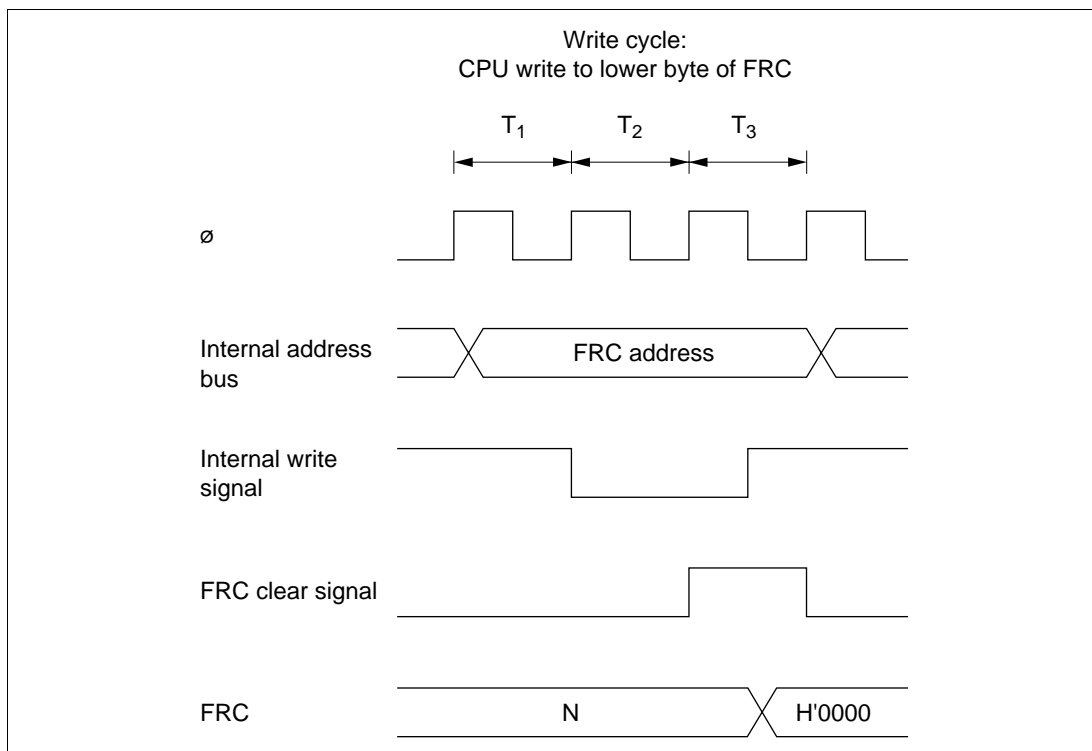 Write cycle:
CPU write to lower byte of FRC
T1 T2 T3
ø
Internal address
bus
FRC address
Internal write
signal
FRC clear signal
FRC N H'0000